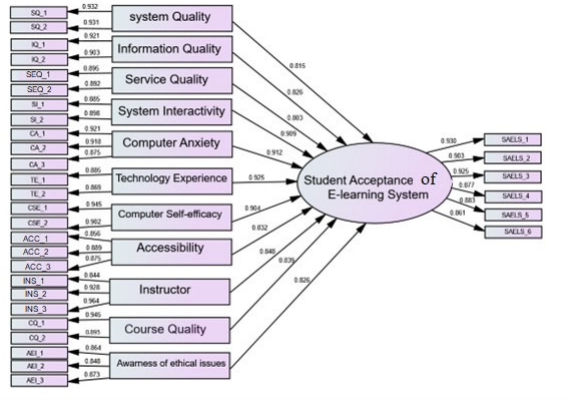 SQ_1
0.932
system Quality
SQ_2
0.931
IQ_1
0.921
Information Quality
IQ_2
0.903
SEQ_1
0.895
Service Quality
SEQ_2
0.892
SI_1
System Interactivity
SI_2
0.898
CA_1
0.921
Computer Anxiety
CA_2
0.918
CA_3
0.875
TE_1
0.885
Technology Experience
TE_2
0.869
CSE_1
0.945
Computer Self-efficacy
CSE_2
0.902
ACC_1
0.856
Accessibility
ACC_2
0.889
ACC_3
0.875
INS_1
0.844
Instructor
INS_2
0.928
INS_3
0.964
CQ_1
0.945
Course Quality
CQ_2
0.895
AEI_1
0.864
Awarness of ethical issues
AEI_2
0.848
AEI_3
0.873
0.815
0.826
0.883
0.909
0.912
0.925
0.904
0.832
0.848
0.839
0.826
Student Acceptance of
E-learning System
0.930
SAELS_1
0.903
SAELS_2
0.925
SAELS_3
0.877
SAELS_4
0.883
SAELS_5
0.861
SAELS_6